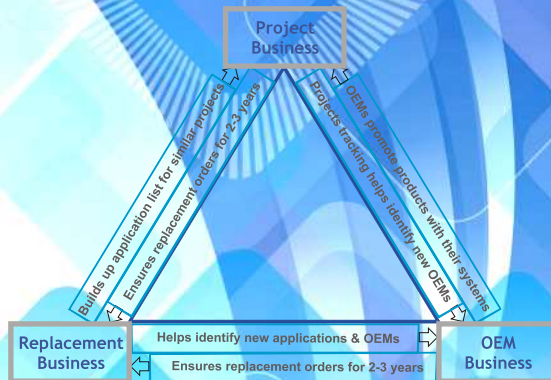 Project
Business
Builds up application list for similar projects
Ensures replacement orders for 2-3 years
Projects tracking helps identify new OEMs
OEMs promote products with their systems
Replacement
Business
Helps identify new applications & OEMs
Ensures replacement orders for 2-3 years
OEM
Business